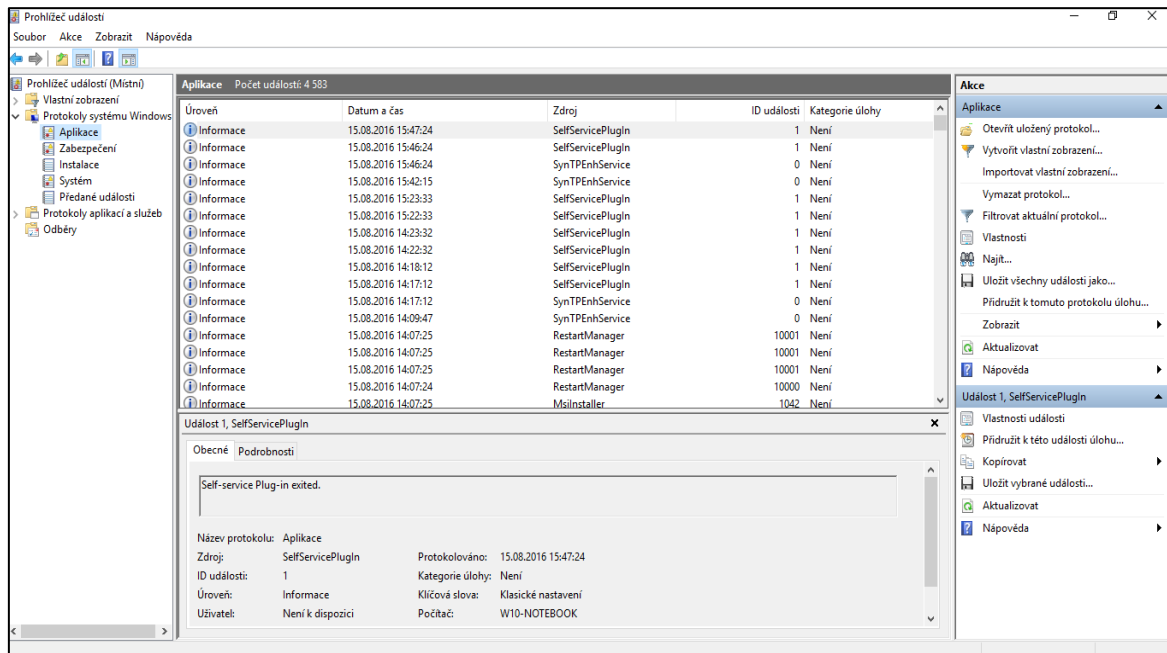 Prohlížeč událostí
Soubor Akce Zobrazit Nápověda
Prohlížeč událostí (Místní)
Vlastní zobrazení
Protokoly systému Windows
Aplikace
Zabezpečení
Instalace
Systém
Předané události
Protokoly aplikací a služeb
Odběry
Aplikace Počet událostí: 4 583
Úroveň Datum a čas Zdroj ID události Kategorie úlohy
Informace 15.08.2016 15:47:24 SelfServicePlugIn 1 Není
Informace 15.08.2016 15:46:24 SelfServicePlugIn 1 Není
Informace 15.08.2016 15:46:24 SynTPEnhService 0 Není
Informace 15.08.2016 15:42:15 SynTPEnhService 0 Není
Informace 15.08.2016 15:23:33 SelfServicePlugIn 1 Není
Informace 15.08.2016 15:22:33 SelfServicePlugIn 1 Není
Informace 15.08.2016 14:23:32 SelfServicePlugIn 1 Není
Informace 15.08.2016 14:22:32 SelfServicePlugIn 1 Není
Informace 15.08.2016 14:18:12 SelfServicePlugIn 1 Není
Informace 15.08.2016 14:17:12 SelfServicePlugIn 1 Není
Informace 15.08.2016 14:17:12 SynTPEnhService 0 Není
Informace 15.08.2016 14:09:47 SynTPEnhService 0 Není
Informace 15.08.2016 14:07:25 RestartManager 10001 Není
Informace 15.08.2016 14:07:25 RestartManager 10001 Není
Informace 15.08.2016 14:07:25 RestartManager 10001 Není
Informace 15.08.2016 14:07:24 RestartManager 10000 Není
Informace 15.08.2016 14:07:25 MsiInstaller 1042 Není
Událost 1, SelfServicePlugIn
Obecné Podrobnosti
Self-service Plug-in exited.
Název protokolu: Aplikace
Zdroj: SelfServicePlugIn Protokolováno: 15.08.2016 15:47:24
ID události: 1 Kategorie úlohy: Není
Úroveň: Informace Klíčová slova: Klasické nastavení
Uživatel: Není k dispozici Počítač: W10-NOTEBOOK
Akce
Aplikace
Otevřít uložený protokol...
Vytvořit vlastní zobrazení...
Importovat vlastní zobrazení...
Vymazat protokol...
Filtrovat aktuální protokol...
Vlastnosti
Najít...
Uložit všechny události jako...
Přidružit k tomuto protokolu úlohu...
Zobrazit
Aktualizovat
Nápověda
Událost 1, SelfServicePlugIn
Vlastnosti události
Přidružit k této události úlohu...
Kopírovat
Uložit vybrané události...
Aktualizovat
Nápověda